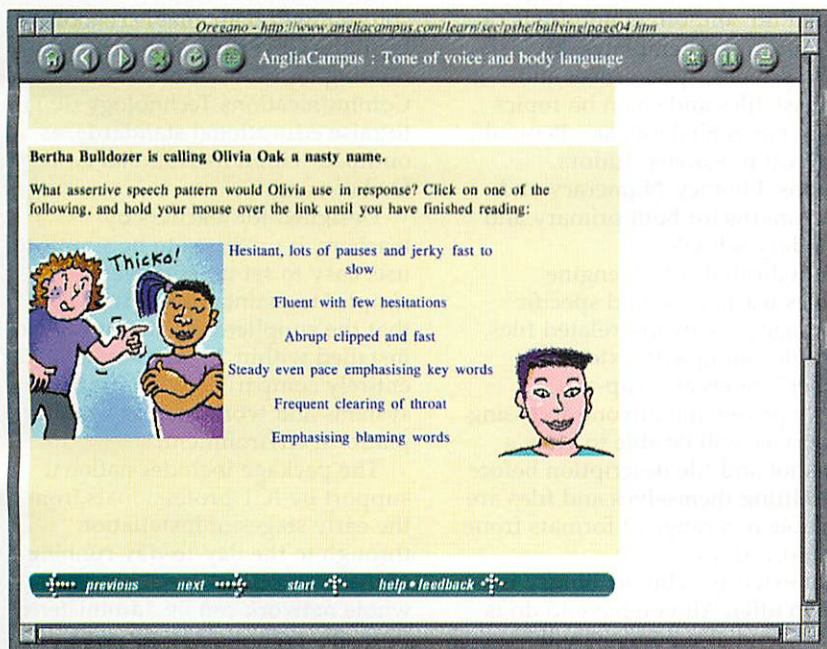 Oregano - http://www.angliacampus.com/learn/sec/pshe/bullying/page04.htm
AngliaCampus : Tone of voice and body language
Bertha Bulldozer is calling Olivia Oak a nasty name.
What assertive speech pattern would Olivia use in response? Click on one of the
following, and hold your mouse over the link until you have finished reading:
Thicko!
Hesitant, lots of pauses and jerky fast to
slow
Fluent with few hesitations
Abrupt clipped and fast
Steady even pace emphasising key words
Frequent clearing of throat
Emphasising blaming words
previous next start help • feedback